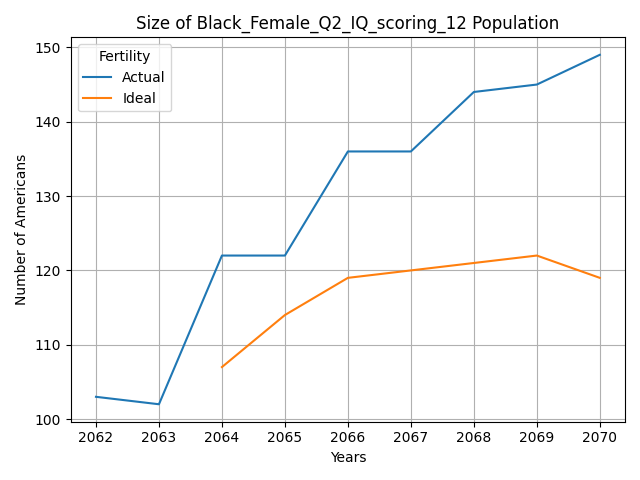 Size of Black_Female_Q2_IQ_scoring_12 Population
Fertility
Actual
Ideal
Number of Americans
150
140
130
120
110
100
2062 2063 2064 2065 2066 2067 2068 2069 2070
Years